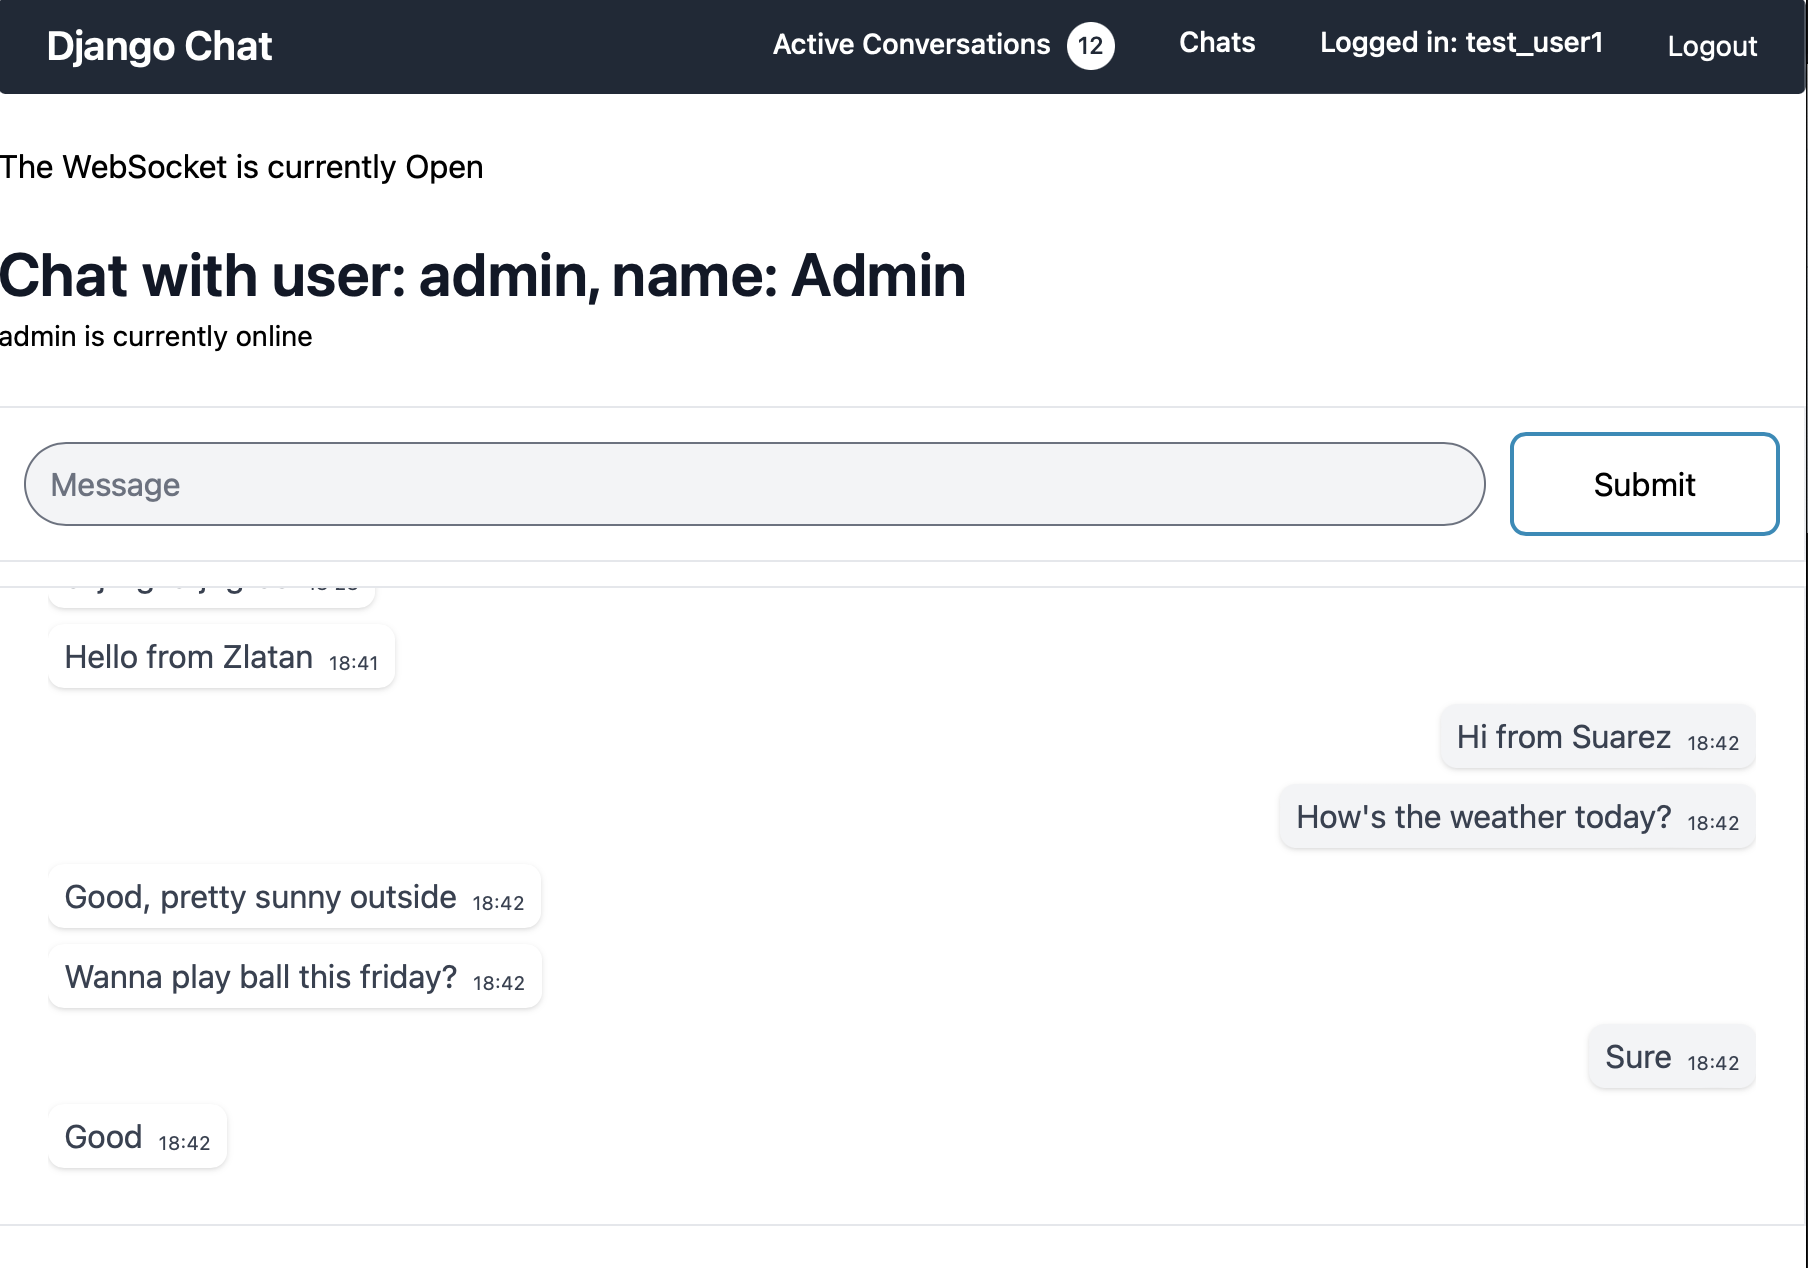 Django Chat
Active Conversations 12
Chats
Logged in: test_user1
Logout
The WebSocket is currently Open
Chat with user: admin, name: Admin
admin is currently online
Message
Submit
Hello from Zlatan 18:41
Hi from Suarez 18:42
How's the weather today? 18:42
Good, pretty sunny outside 18:42
Wanna play ball this friday? 18:42
Sure 18:42
Good 18:42